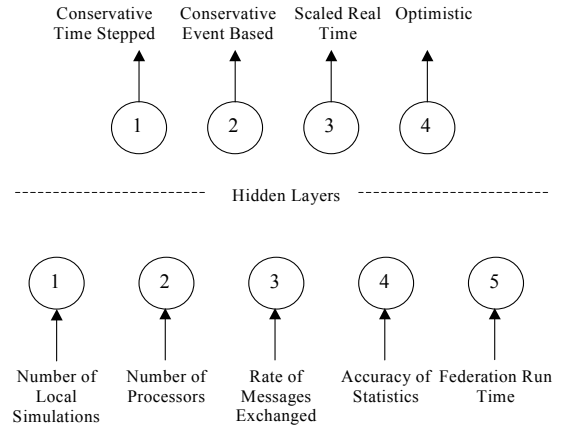 Conservative Time Stepped
Conservative Event Based
Scaled Real Time
Optimistic
1
2
3
4
Hidden Layers
1
2
3
4
5
Number of Local Simulations
Number of Processors
Rate of Messages Exchanged
Accuracy of Statistics
Federation Run Time